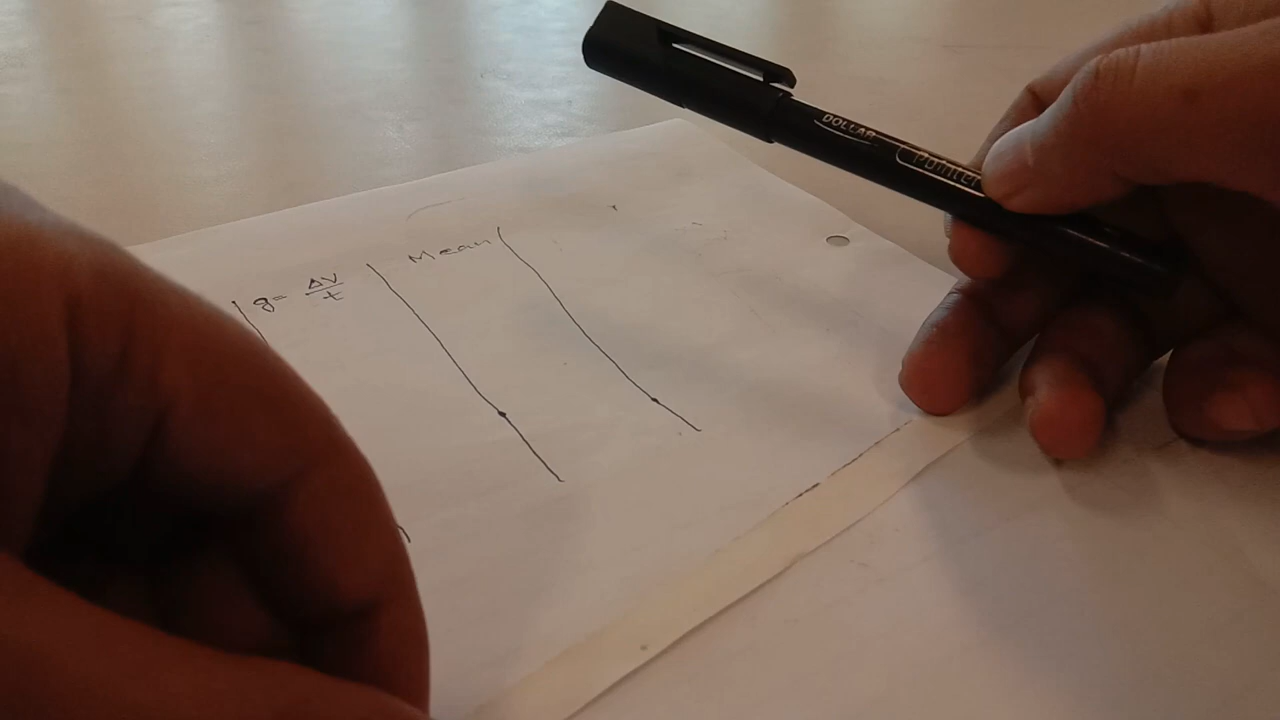 DOLLAR
Pointer
g = ΔV/t
Mean